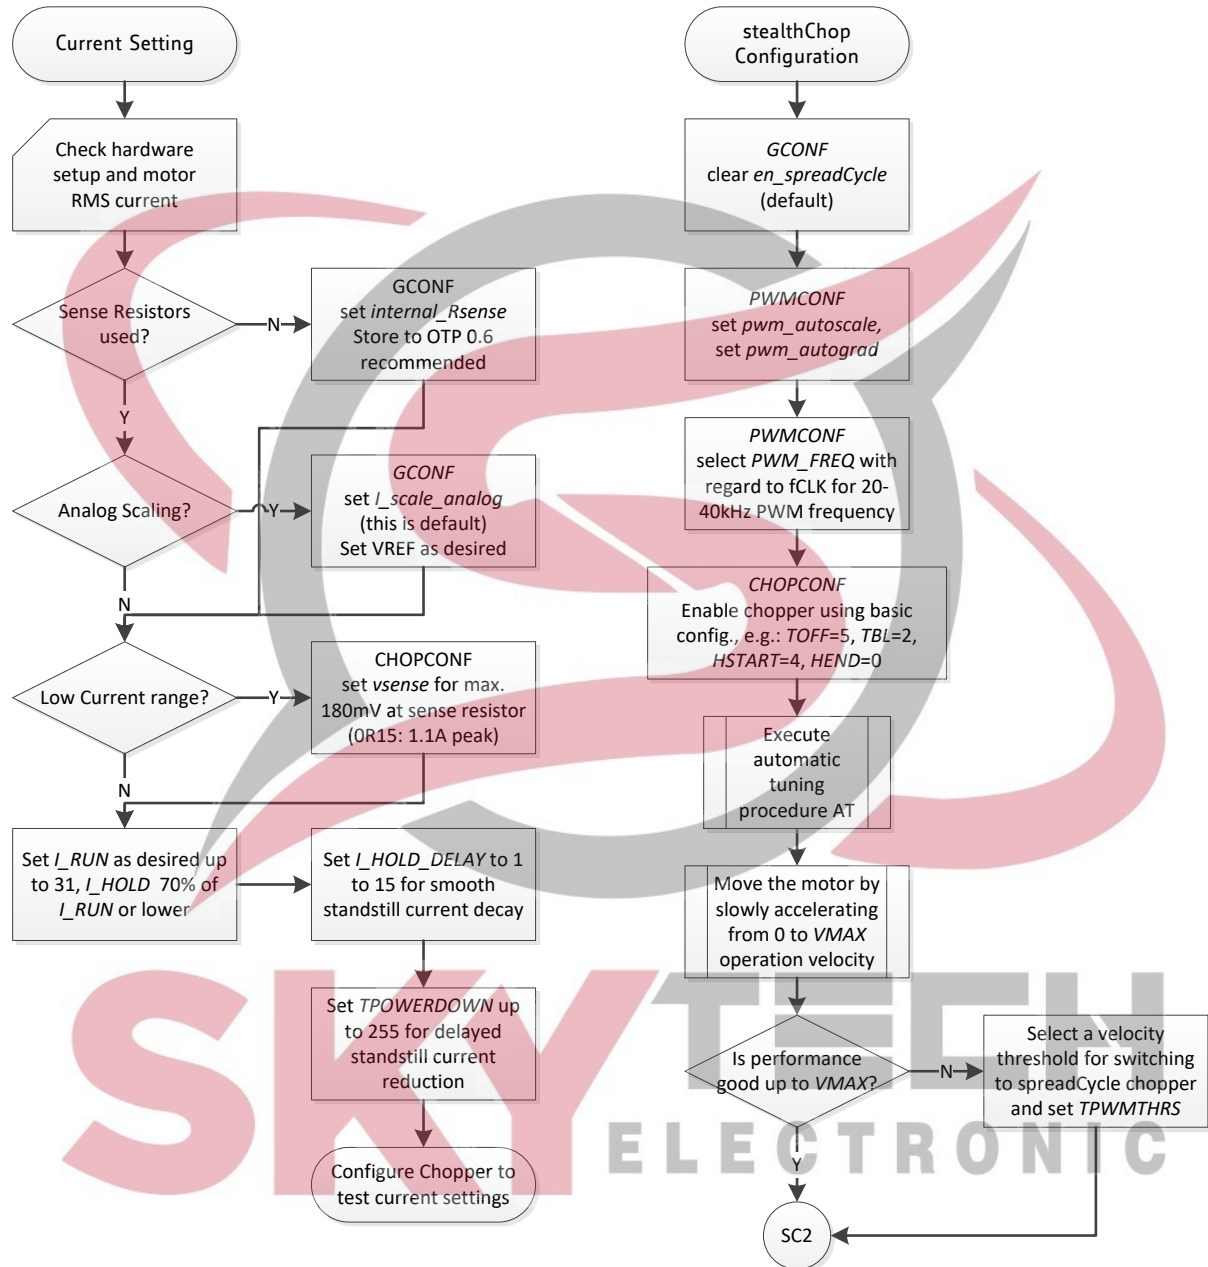 Current Setting
Check hardware
setup and motor
RMS current
Sense Resistors
used?
N
GCONF
set internal_Rsense
Store to OTP 0.6
recommended
Y
Analog Scaling?
Y
GCONF
set I_scale_analog
(this is default)
Set VREF as desired
N
Low Current range?
Y
CHOPCONF
set vsense for max.
180mV at sense resistor
(0R15: 1.1A peak)
N
Set I_RUN as desired up
to 31, I_HOLD 70% of
I_RUN or lower
Set I_HOLD_DELAY to 1
to 15 for smooth
standstill current decay
Set TPOWERDOWN up
to 255 for delayed
standstill current
reduction
Configure Chopper to
test current settings
stealthChop
Configuration
GCONF
clear en_spreadCycle
(default)
PWMCONF
set pwm_autoscale,
set pwm_autograd
PWMCONF
select PWM_FREQ with
regard to fCLK for 20-
40kHz PWM frequency
CHOPCONF
Enable chopper using basic
config., e.g.: TOFF=5, TBL=2,
HSTART=4, HEND=0
Execute
automatic
tuning
procedure AT
Move the motor by
slowly accelerating
from 0 to VMAX
operation velocity
Is performance
good up to VMAX?
N
Select a velocity
threshold for switching
to spreadCycle chopper
and set TPWMTHRS
Y
SC2
SKYTECH
ELECTRONIC